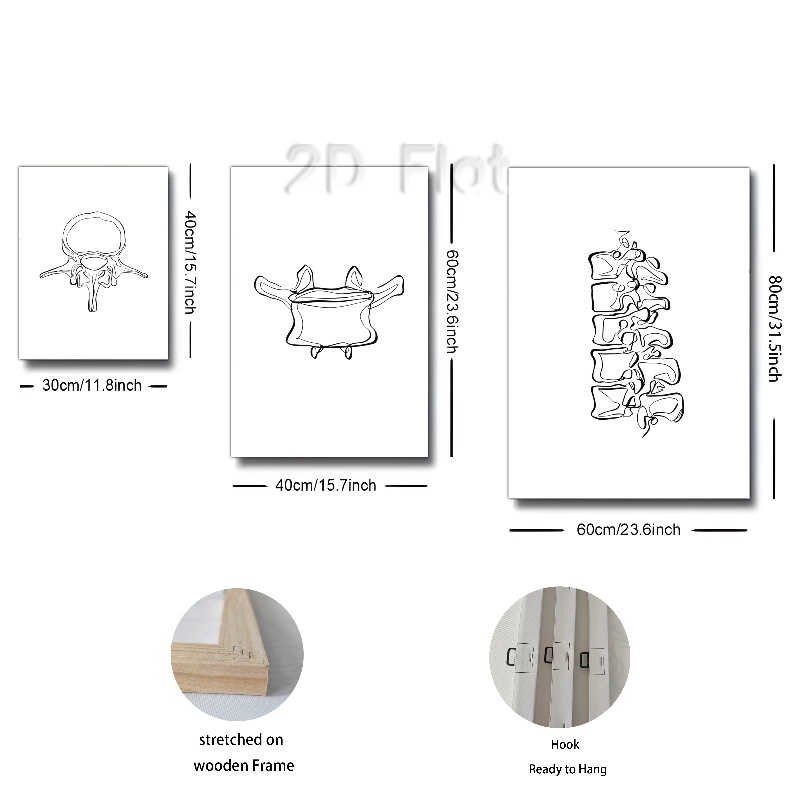 2D Flat
40cm/15.7inch
60cm/23.6inch
80cm/31.5inch
30cm/11.8inch
40cm/15.7inch
60cm/23.6inch
stretched on
wooden Frame
Hook
Ready to Hang